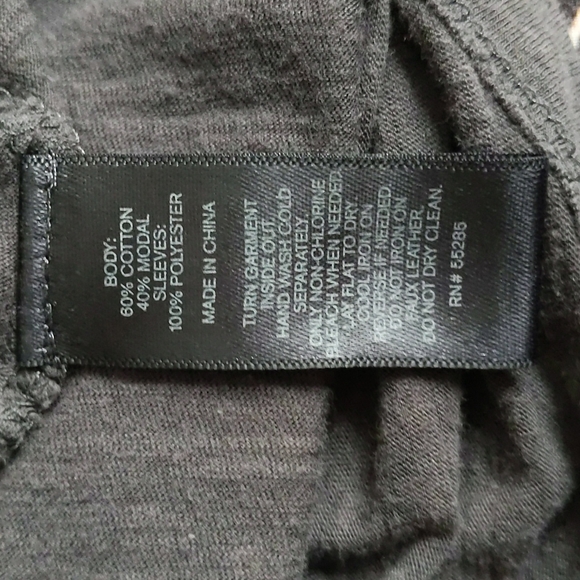 BODY:
60% COTTON
40% MODAL
SLEEVES:
100% POLYESTER
MADE IN CHINA
TURN GARMENT
INSIDE OUT
HAND WASH COLD
SEPARATELY.
ONLY NON-CHLORINE
BLEACH WHEN NEEDED.
LAY FLAT TO DRY
COOL IRON ON
REVERSE IF NEEDED.
DO NOT IRON ON
FAUX LEATHER.
DO NOT DRY CLEAN.
RN# 55285